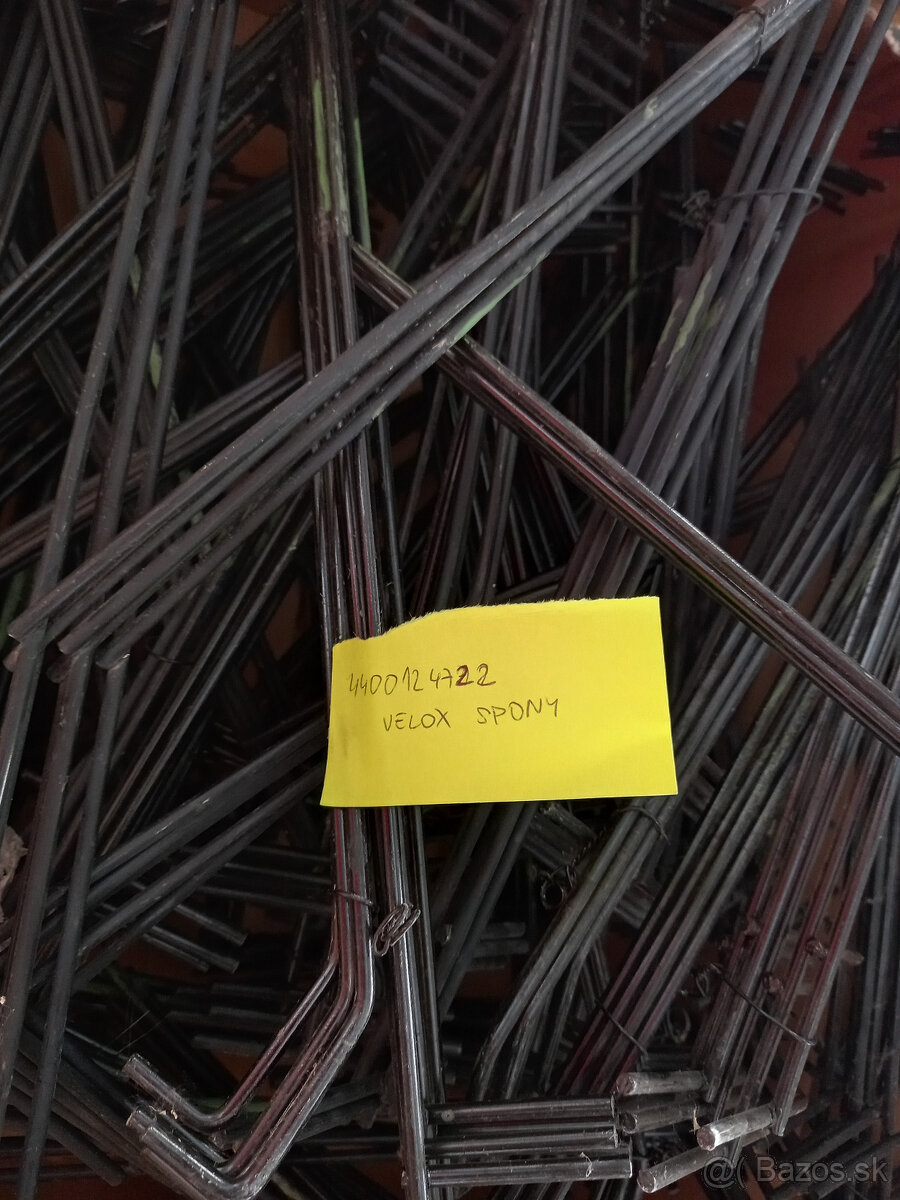 4400124722
VELOX SPONY
@( Bazos.sk